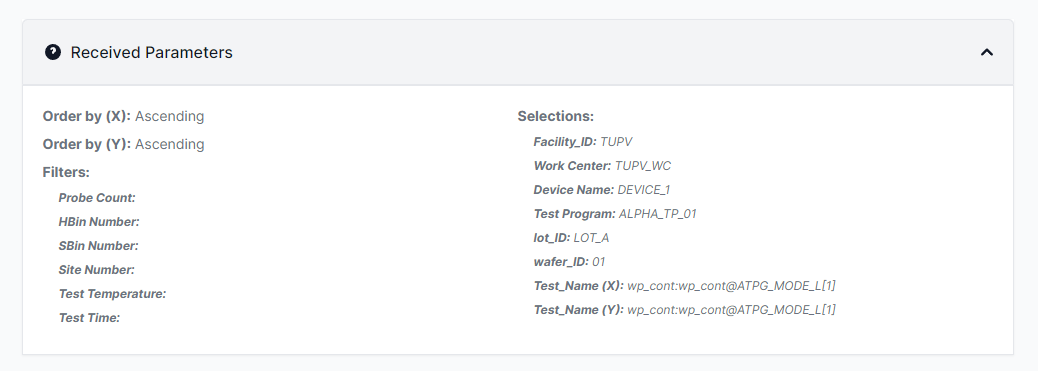 Received Parameters
Order by (X): Ascending
Order by (Y): Ascending
Filters:
Probe Count:
HBin Number:
SBin Number:
Site Number:
Test Temperature:
Test Time:
Selections:
Facility_ID: TUPV
Work Center: TUPV_WC
Device Name: DEVICE_1
Test Program: ALPHA_TP_01
lot_ID: LOT_A
wafer_ID: 01
Test_Name (X): wp_cont:wp_cont@ATPG_MODE_L[1]
Test_Name (Y): wp_cont:wp_cont@ATPG_MODE_L[1]